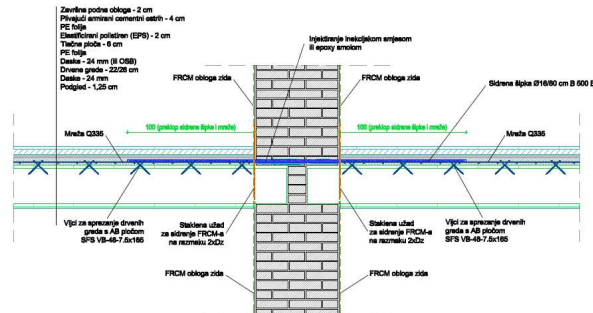 Završna podna obloga - 2 cm
Plivajući armirani cementni estrih - 4 cm
PE folija
Elastificirani polistiren (EPS) - 2 cm
Tlačna ploča - 6 cm
PE folija
Daske - 24 mm (ili OSB)
Drvene grede - 22/26 cm
Daske - 24 mm
Podgled - 1,25 cm
Injektiranje injekcijskom smjesom
ili epoxy smolom
FRCM obloga zida
FRCM obloga zida
Sidrena šipka Ø16/60 cm B 500 B
100 (preklop sidrene šipke i mreže)
100 (preklop sidrene šipke i mreže)
Mreža Q335
Mreža Q335
Vijci za sprezanje drvenih
greda s AB pločom
SFS VB-48-7.5x165
Staklena užad
za sidrenje FRCM-a
na razmaku 2xDz
Staklena užad
za sidrenje FRCM-a
na razmaku 2xDz
Vijci za sprezanje drvenih
greda s AB pločom
SFS VB-48-7.5x165
FRCM obloga zida
FRCM obloga zida